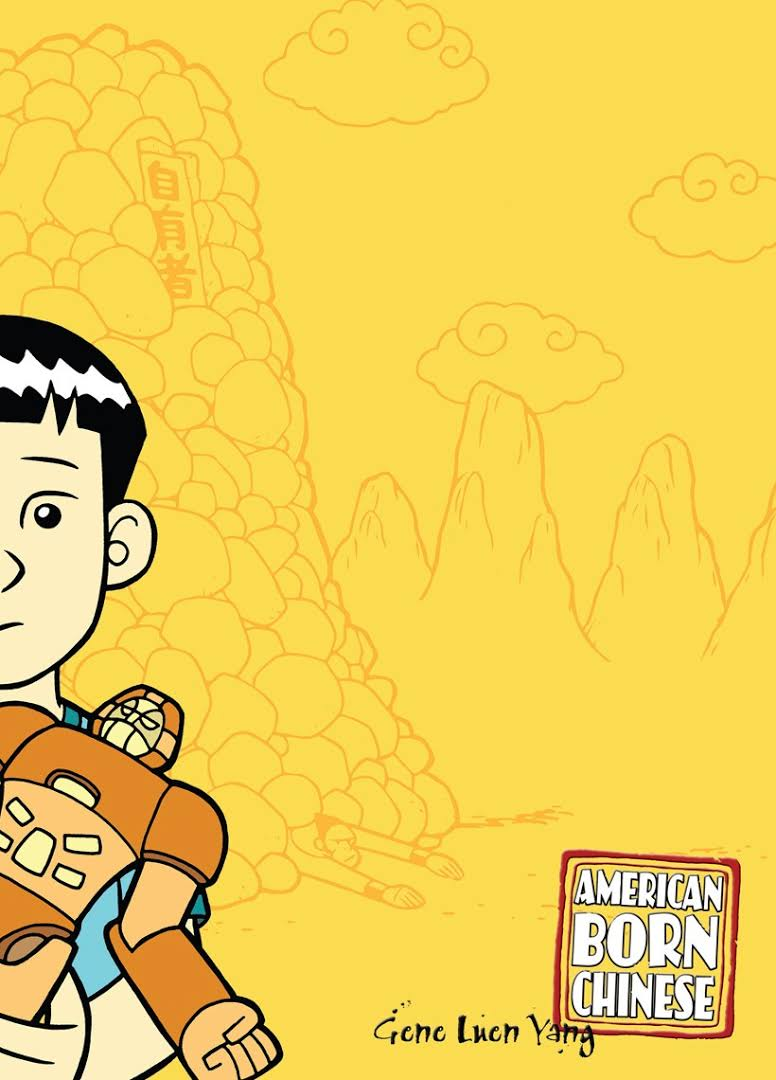 自有者
AMERICAN
BORN
CHINESE
Gene Luen Yang